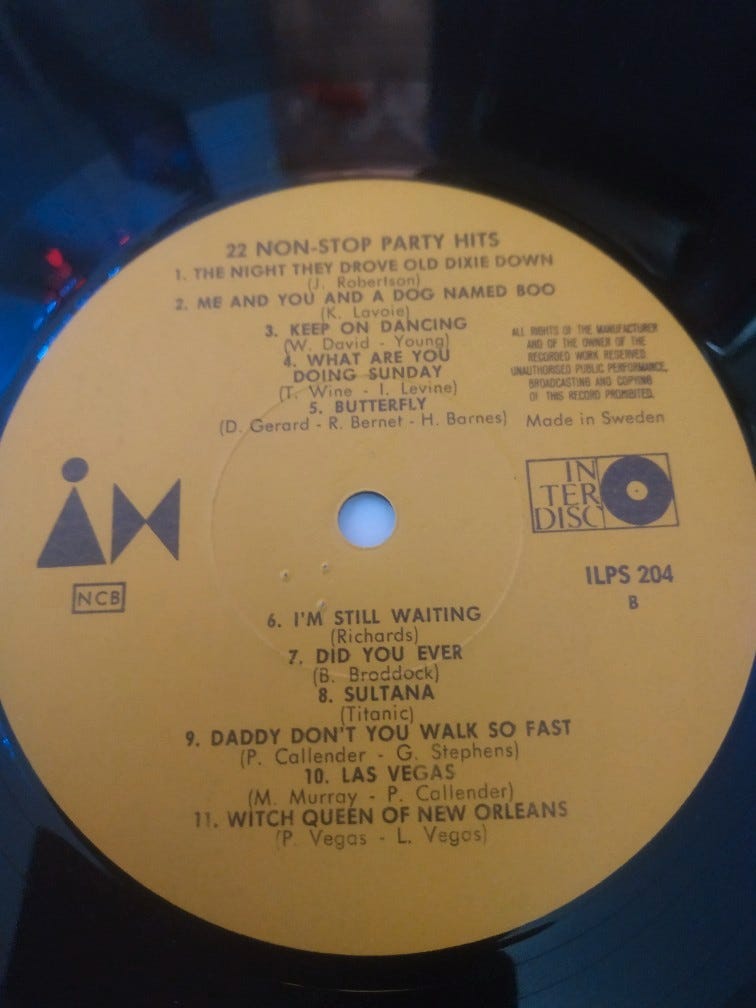 22 NON-STOP PARTY HITS
1. THE NIGHT THEY DROVE OLD DIXIE DOWN
(J. Robertson)
2. ME AND YOU AND A DOG NAMED BOO
(K. Lavoie)
3. KEEP ON DANCING
(W. David - Young)
4. WHAT ARE YOU
DOING SUNDAY
(T. Wine - I. Levine)
5. BUTTERFLY
(D. Gerard - R. Bernet - H. Barnes)
ALL RIGHTS OF THE MANUFACTURER
AND OF THE OWNER OF THE
RECORDED WORK RESERVED
UNAUTHORISED PUBLIC PERFORMANCE,
BROADCASTING AND COPYING
OF THIS RECORD PROHIBITED.
Made in Sweden
IN
TER
DISC
NCB
ILPS 204
B
6. I'M STILL WAITING
(Richards)
7. DID YOU EVER
(B. Braddock)
8. SULTANA
(Titanic)
9. DADDY DON'T YOU WALK SO FAST
(P. Callender - G. Stephens)
10. LAS VEGAS
(M. Murray - P. Callender)
11. WITCH QUEEN OF NEW ORLEANS
(P. Vegas - L. Vegas)